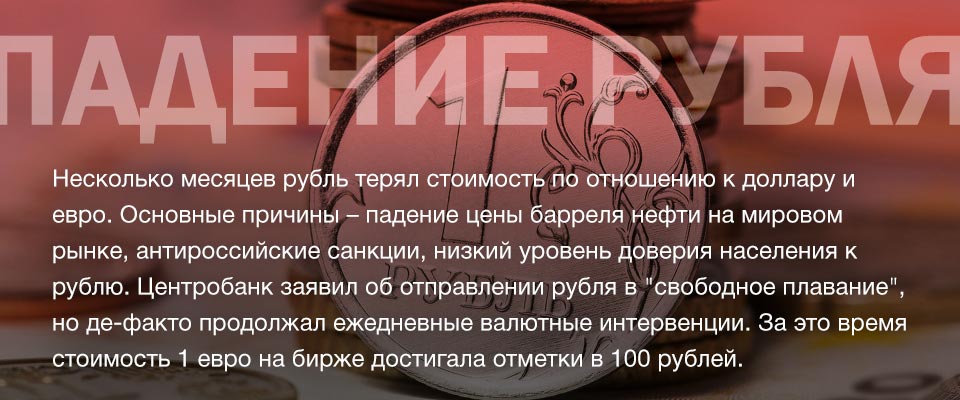 ПАДЕНИЕ РУБЛЯ
Несколько месяцев рубль терял стоимость по отношению к доллару и
евро. Основные причины – падение цены барреля нефти на мировом
рынке, антироссийские санкции, низкий уровень доверия населения к
рублю. Центробанк заявил об отправлении рубля в "свободное плавание",
но де-факто продолжал ежедневные валютные интервенции. За это время
стоимость 1 евро на бирже достигала отметки в 100 рублей.
1
РУБЛЬ